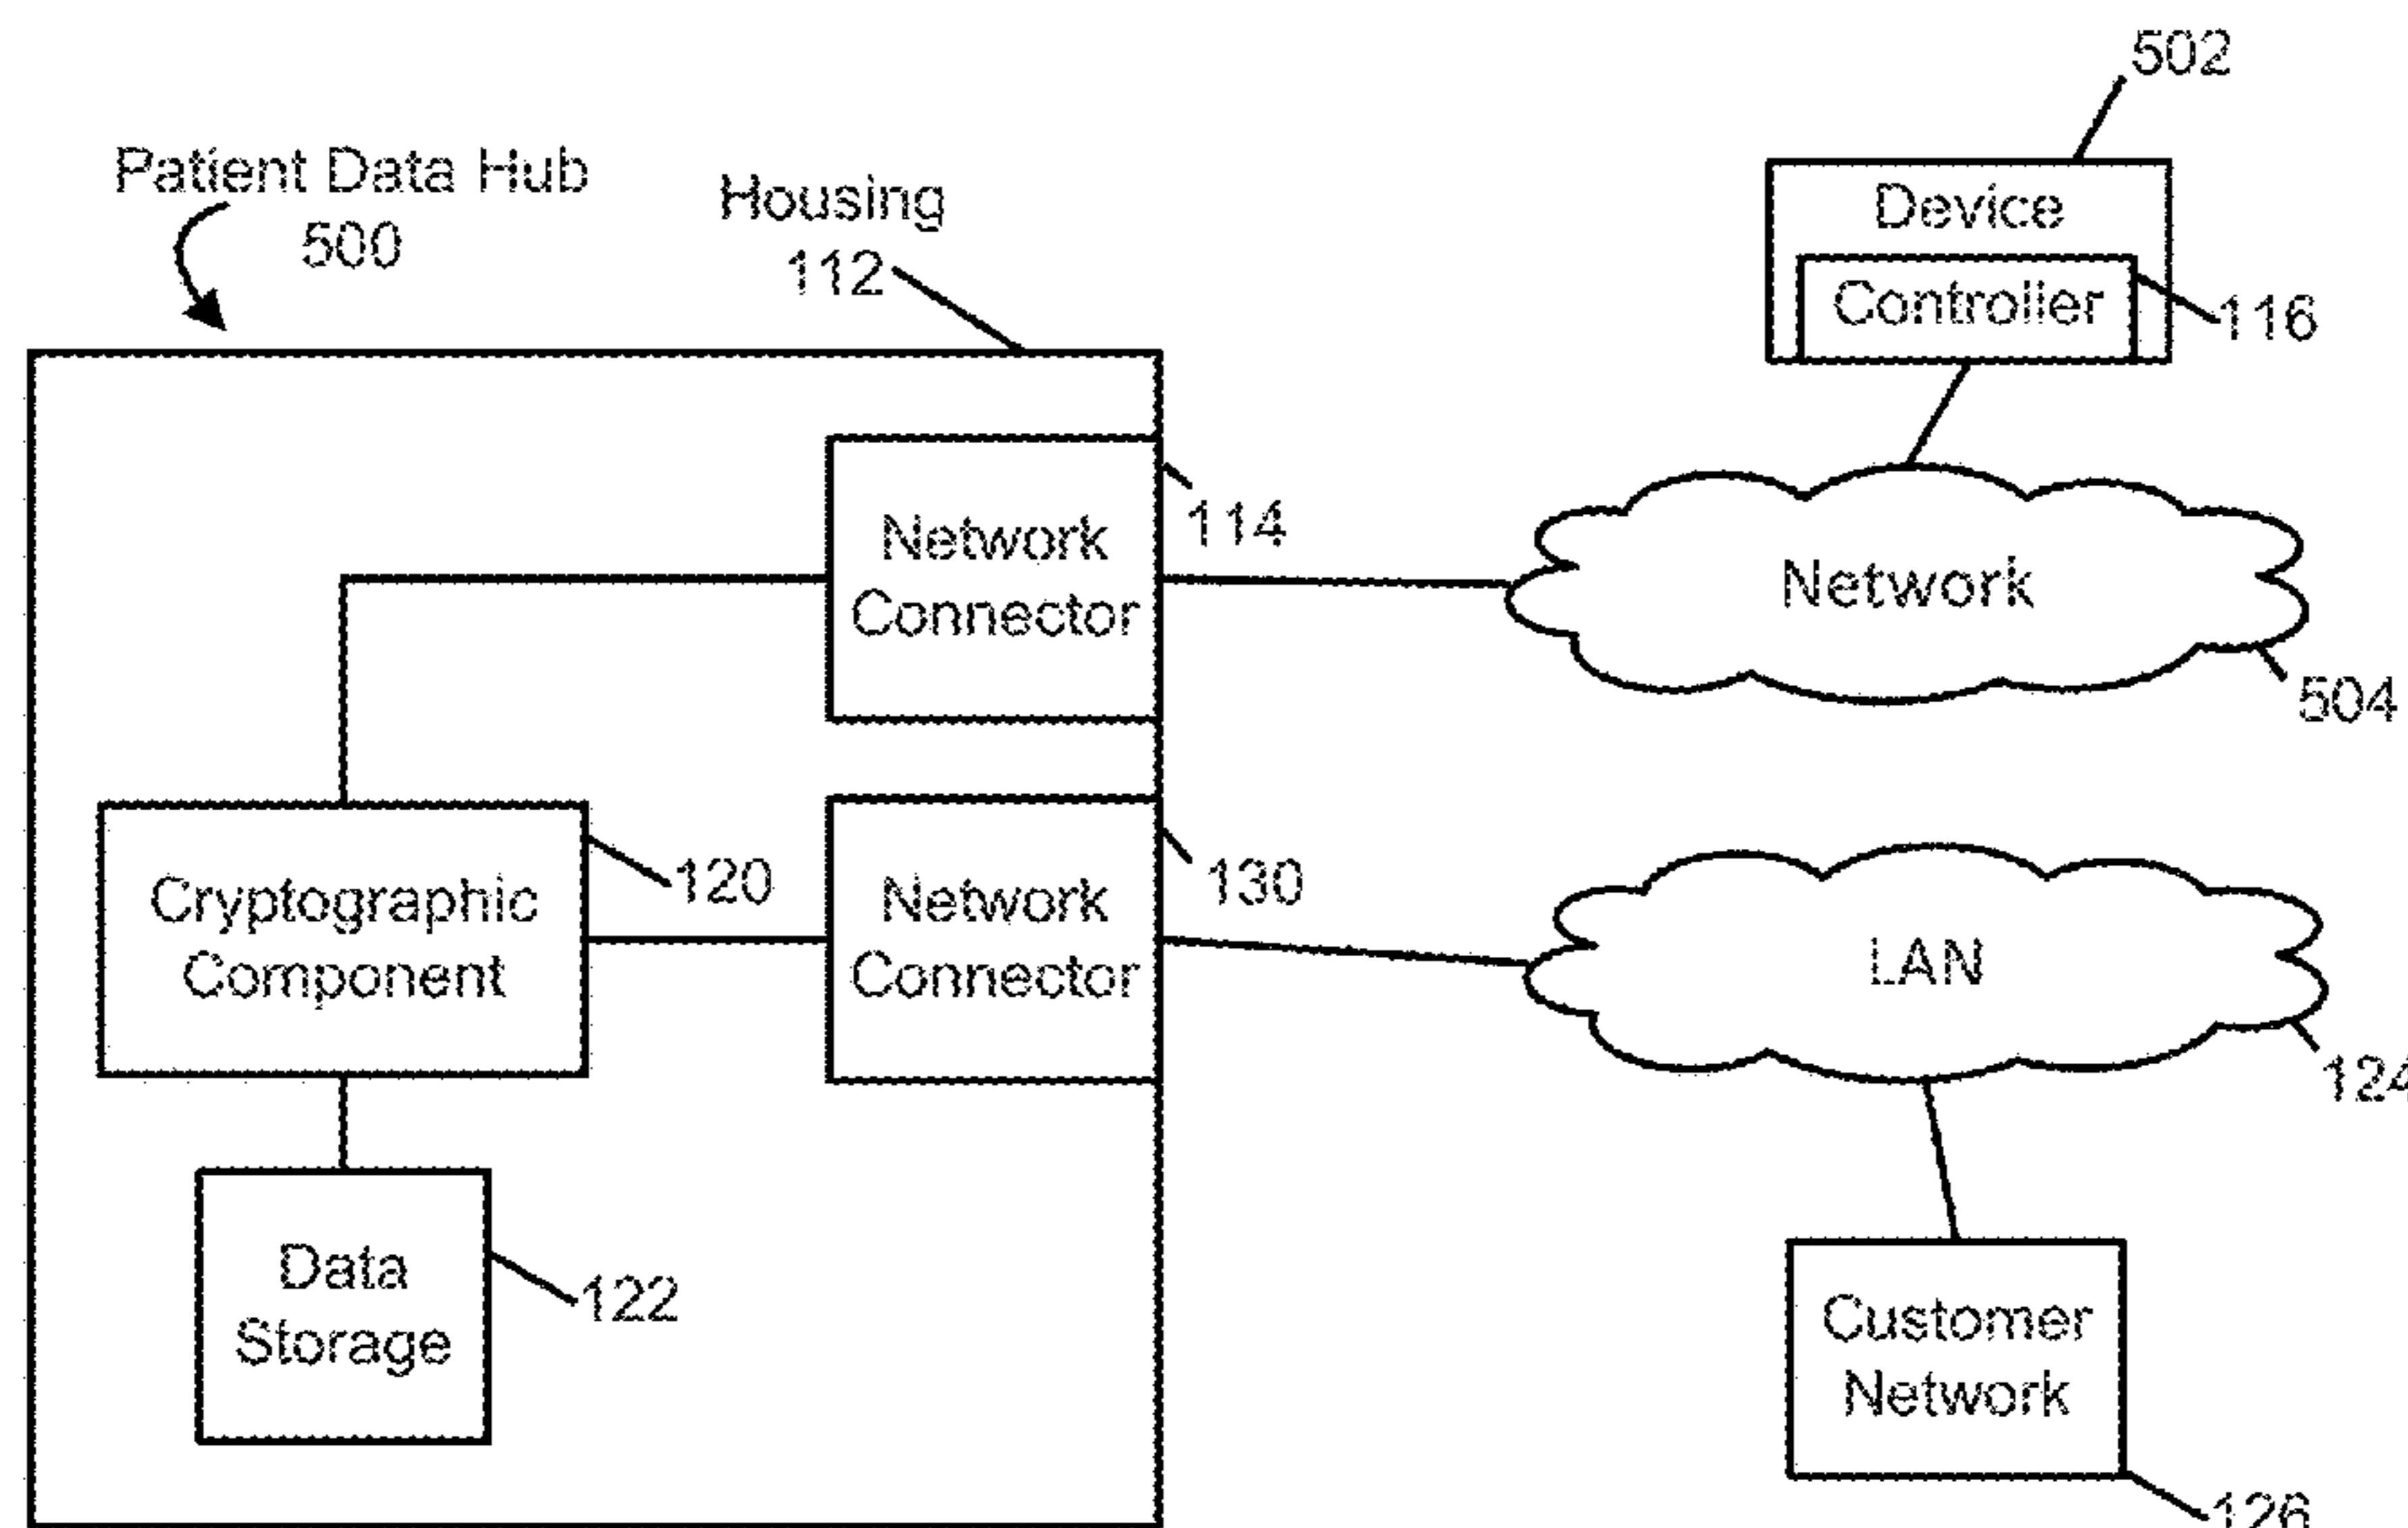 502
Patient Data Hub
500
Housing
112
Device
Controller
116
Network
Connector
114
Network
504
Cryptographic
Component
120
Network
Connector
130
LAN
124
Data
Storage
122
Customer
Network
126